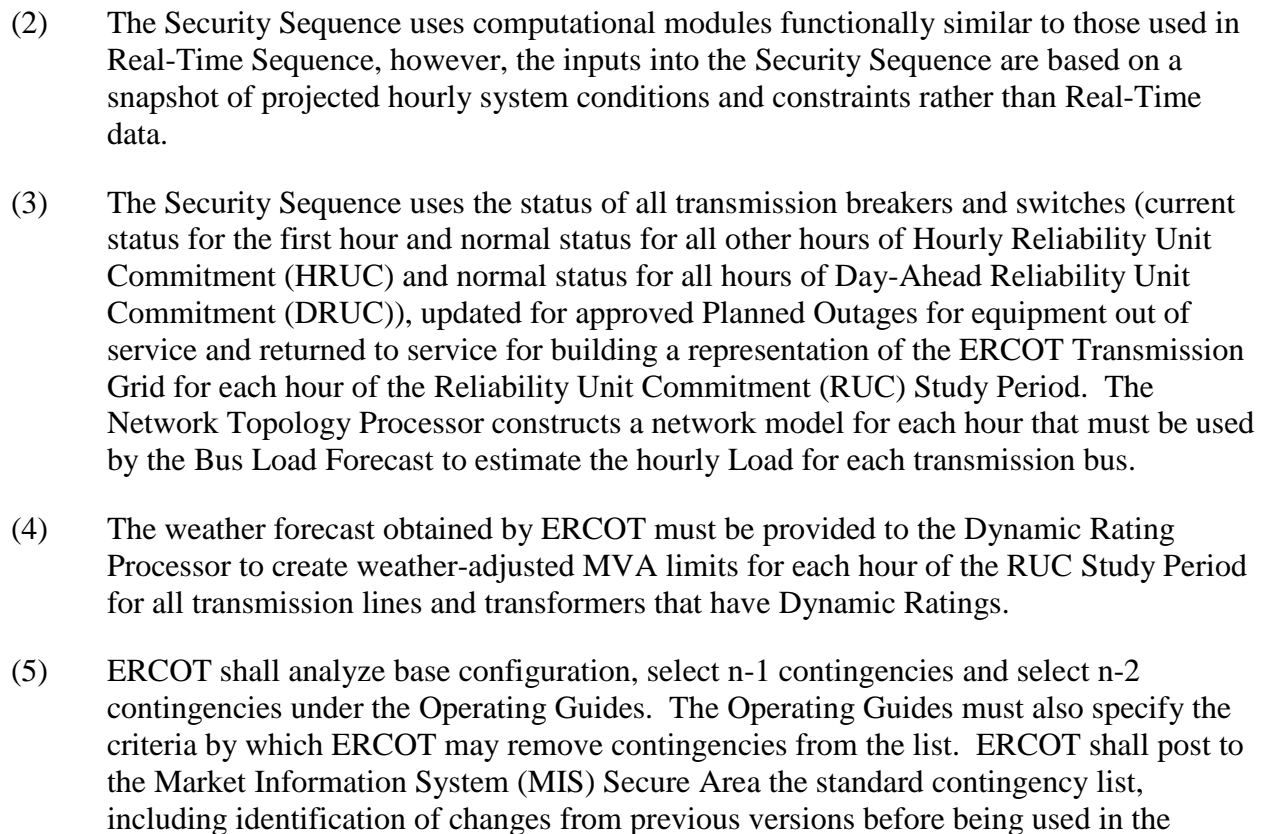 (2) The Security Sequence uses computational modules functionally similar to those used in
Real-Time Sequence, however, the inputs into the Security Sequence are based on a
snapshot of projected hourly system conditions and constraints rather than Real-Time
data.
(3) The Security Sequence uses the status of all transmission breakers and switches (current
status for the first hour and normal status for all other hours of Hourly Reliability Unit
Commitment (HRUC) and normal status for all hours of Day-Ahead Reliability Unit
Commitment (DRUC)), updated for approved Planned Outages for equipment out of
service and returned to service for building a representation of the ERCOT Transmission
Grid for each hour of the Reliability Unit Commitment (RUC) Study Period. The
Network Topology Processor constructs a network model for each hour that must be used
by the Bus Load Forecast to estimate the hourly Load for each transmission bus.
(4) The weather forecast obtained by ERCOT must be provided to the Dynamic Rating
Processor to create weather-adjusted MVA limits for each hour of the RUC Study Period
for all transmission lines and transformers that have Dynamic Ratings.
(5) ERCOT shall analyze base configuration, select n-1 contingencies and select n-2
contingencies under the Operating Guides. The Operating Guides must also specify the
criteria by which ERCOT may remove contingencies from the list. ERCOT shall post to
the Market Information System (MIS) Secure Area the standard contingency list,
including identification of changes from previous versions before being used in the